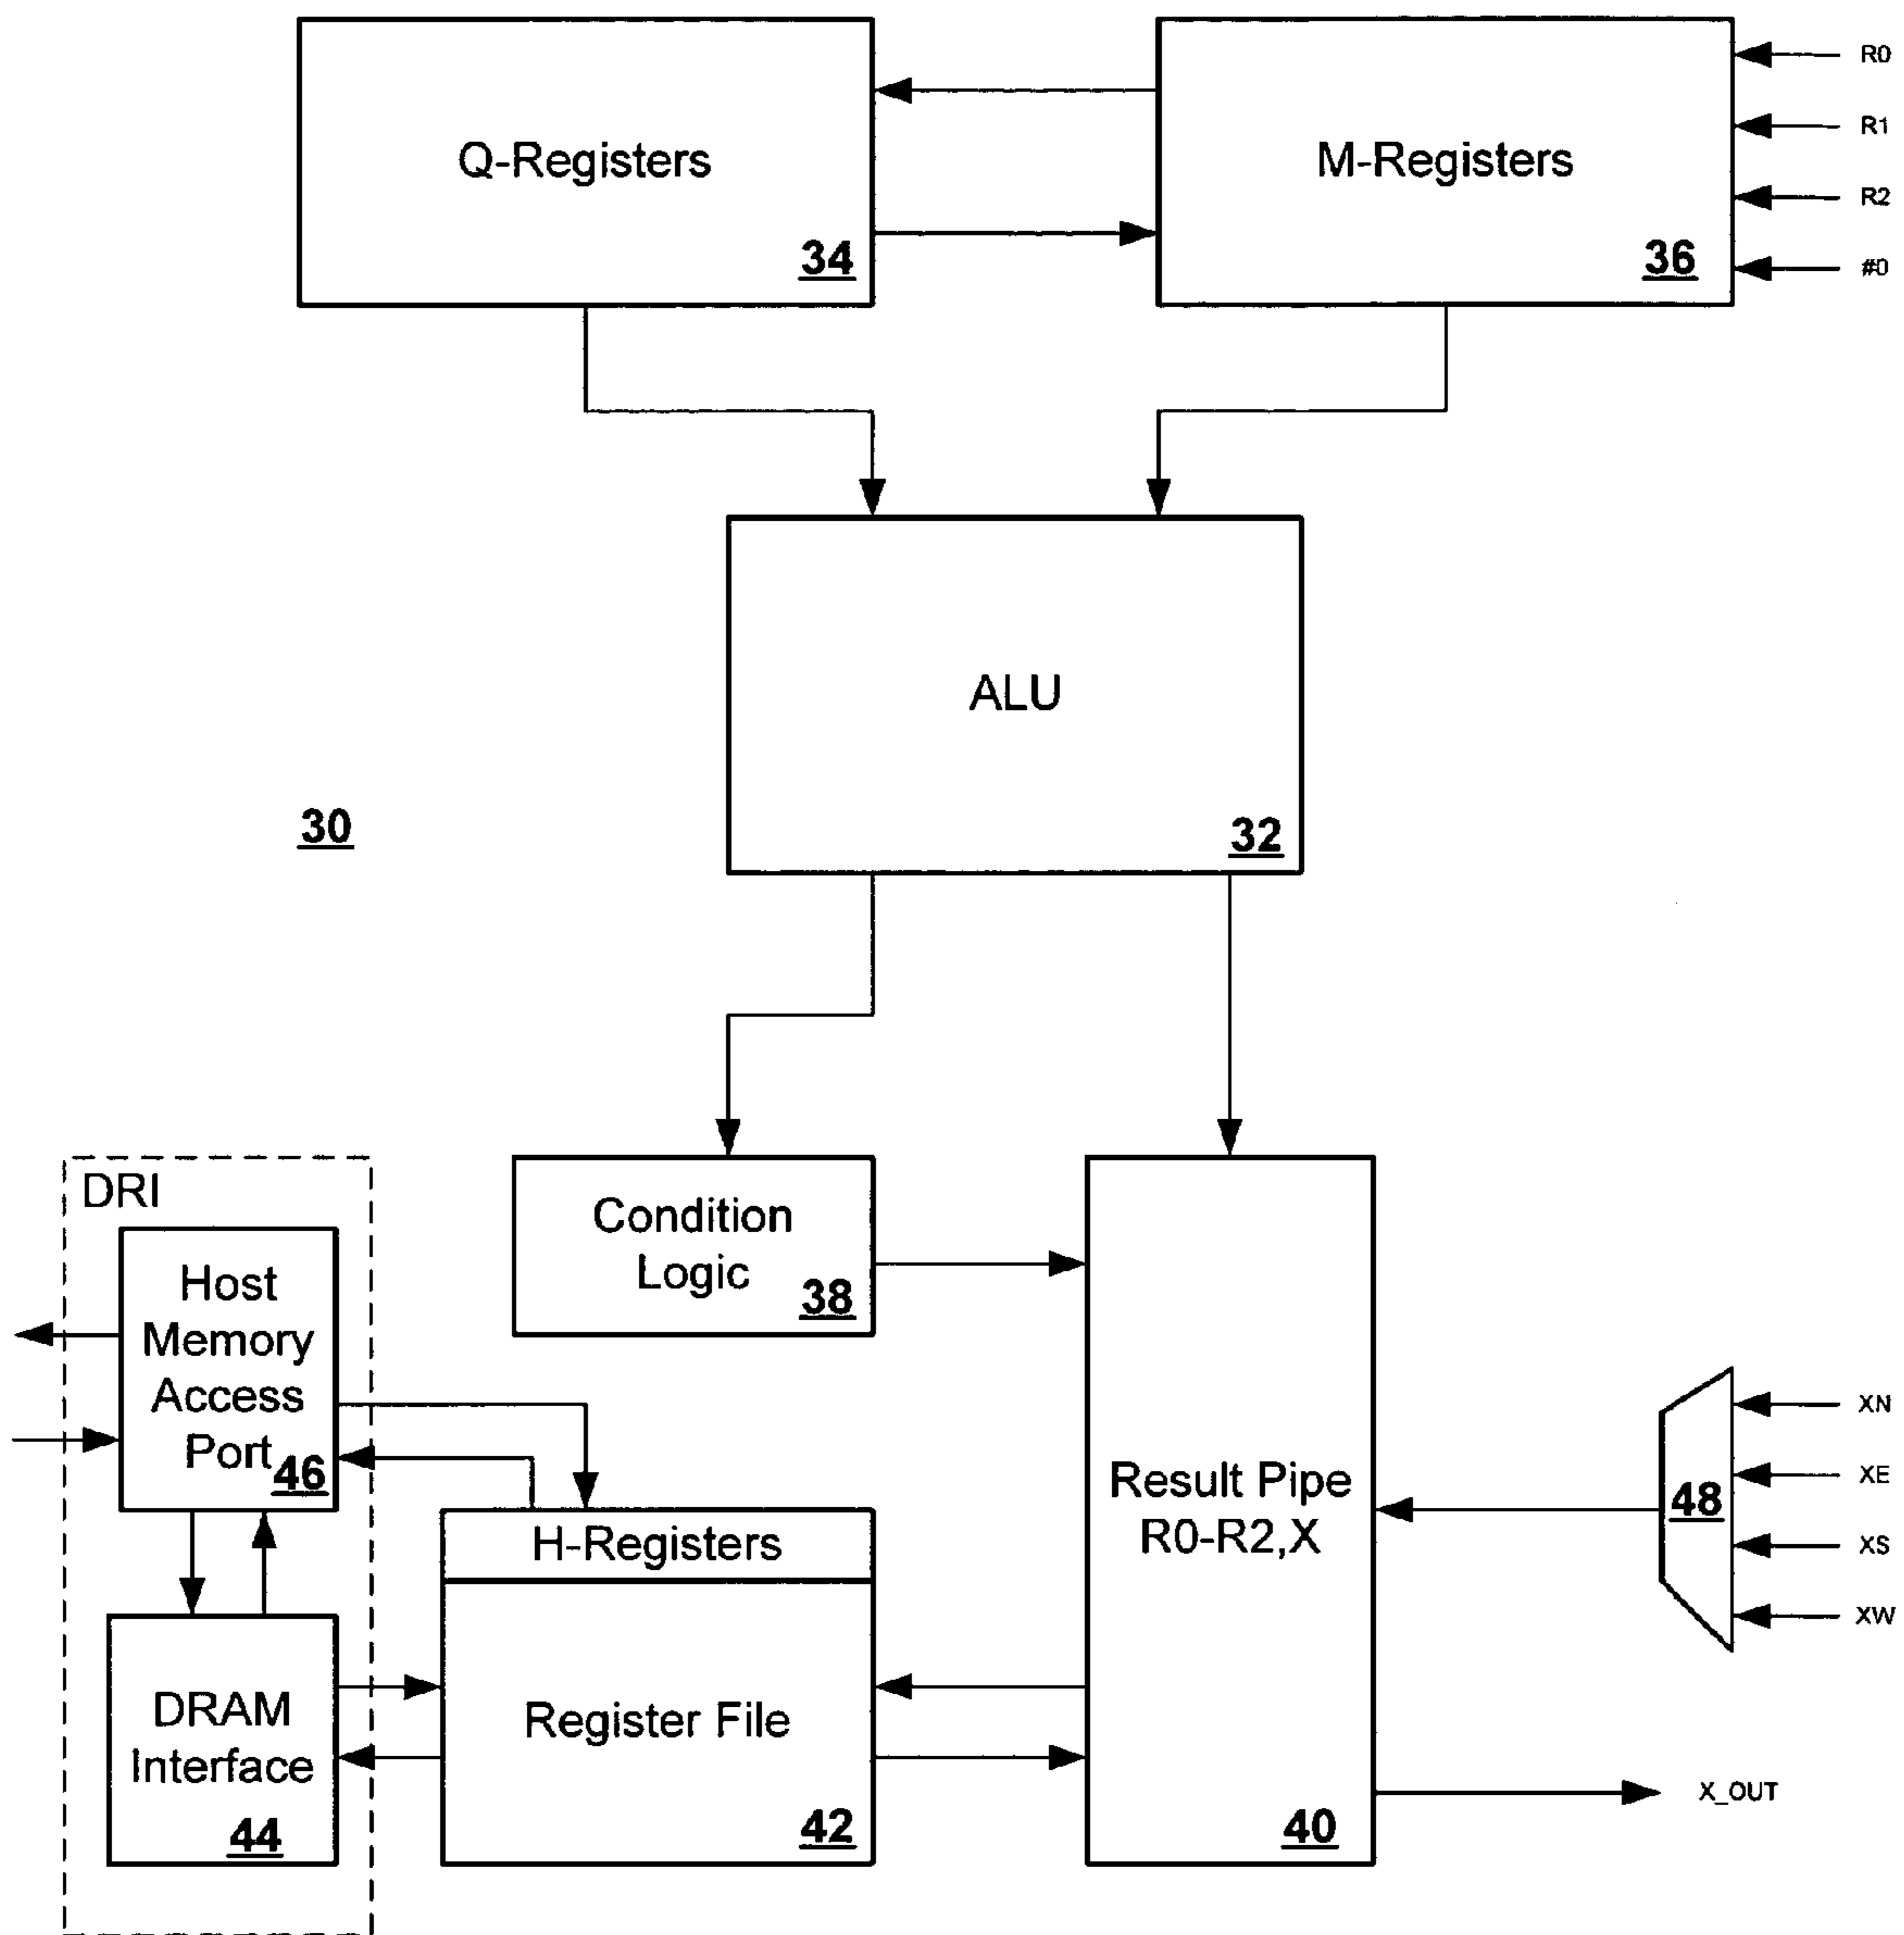 Q-Registers
34
M-Registers
36
R0
R1
R2
#0
ALU
32
30
DRI
Host
Memory
Access
Port
46
Condition
Logic
38
H-Registers
Register File
42
DRAM
Interface
44
Result Pipe
R0-R2,X
40
48
XN
XE
XS
XW
X_OUT